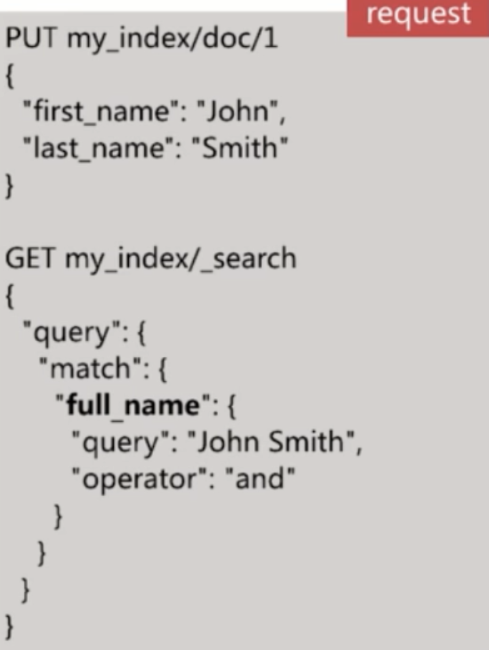 request
PUT my_index/doc/1
{
  "first_name": "John",
  "last_name": "Smith"
}

GET my_index/_search
{
  "query": {
    "match": {
      "full_name": {
        "query": "John Smith",
        "operator": "and"
      }
    }
  }
}